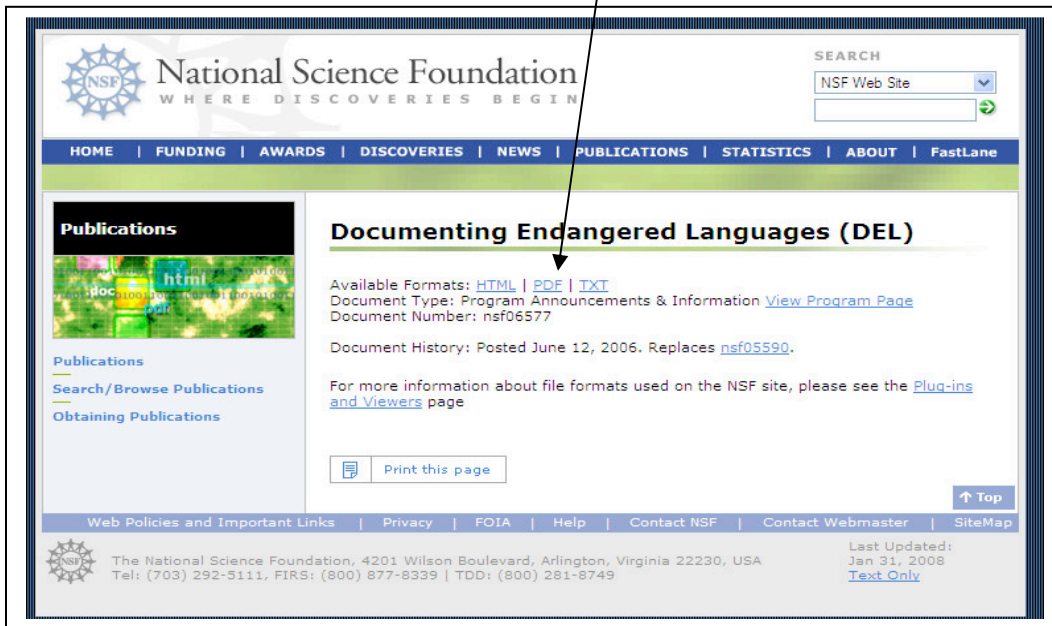 NSF
National Science Foundation
WHERE DISCOVERIES BEGIN
SEARCH
NSF Web Site
HOME | FUNDING | AWARDS | DISCOVERIES | NEWS | PUBLICATIONS | STATISTICS | ABOUT | FastLane
Publications
html
doc
pdf
Publications
Search/Browse Publications
Obtaining Publications
Documenting Endangered Languages (DEL)
Available Formats: HTML | PDF | TXT
Document Type: Program Announcements & Information View Program Page
Document Number: nsf06577
Document History: Posted June 12, 2006. Replaces nsf05590.
For more information about file formats used on the NSF site, please see the Plug-ins
and Viewers page
Print this page
Top
Web Policies and Important Links | Privacy | FOIA | Help | Contact NSF | Contact Webmaster | SiteMap
NSF
The National Science Foundation, 4201 Wilson Boulevard, Arlington, Virginia 22230, USA
Tel: (703) 292-5111, FIRS: (800) 877-8339 | TDD: (800) 281-8749
Last Updated:
Jan 31, 2008
Text Only